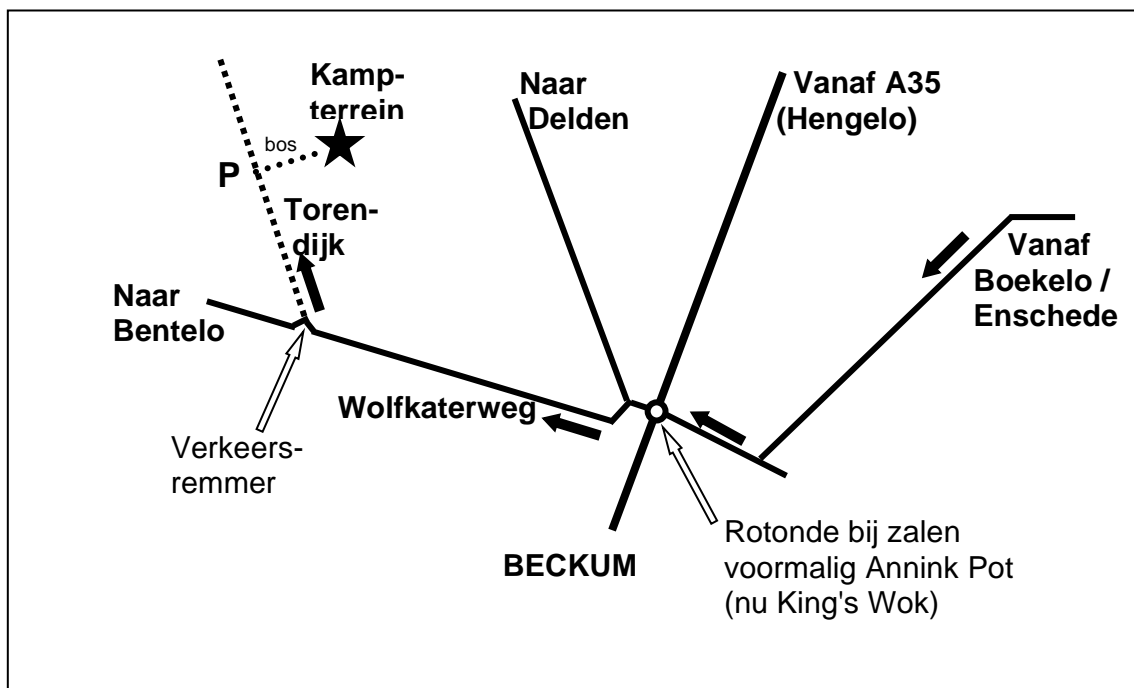 Kamp-
terrein
Naar
Delden
Vanaf A35
(Hengelo)
bos
P
Toren-
dijk
Vanaf
Boekelo /
Enschede
Naar
Bentelo
Wolfkaterweg
Verkeers-
remmer
BECKUM
Rotonde bij zalen
voormalig Annink Pot
(nu King's Wok)